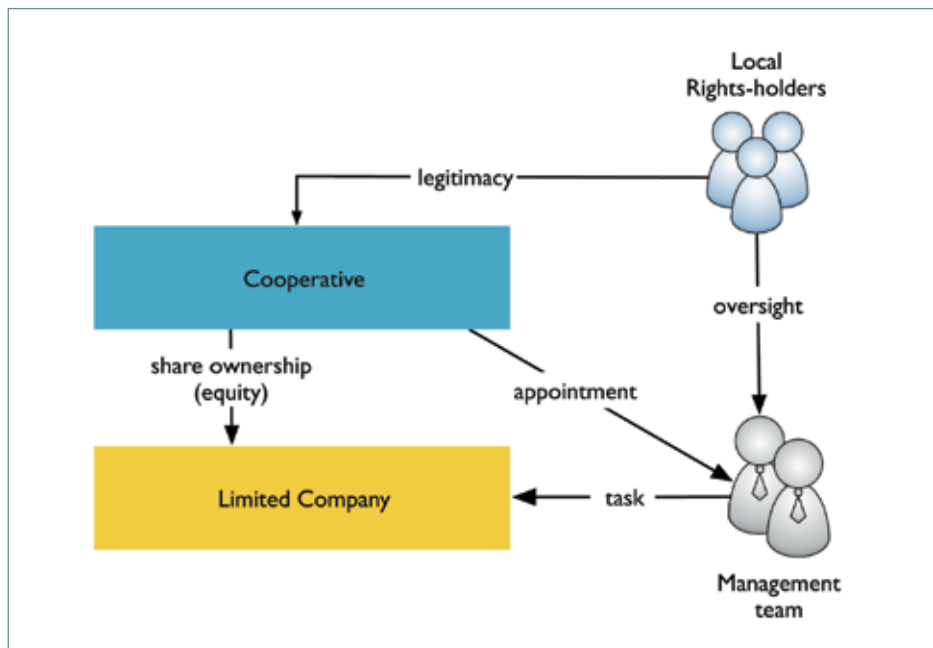 Local
Rights-holders
legitimacy
Cooperative
oversight
share ownership
(equity)
appointment
Limited Company
task
Management
team